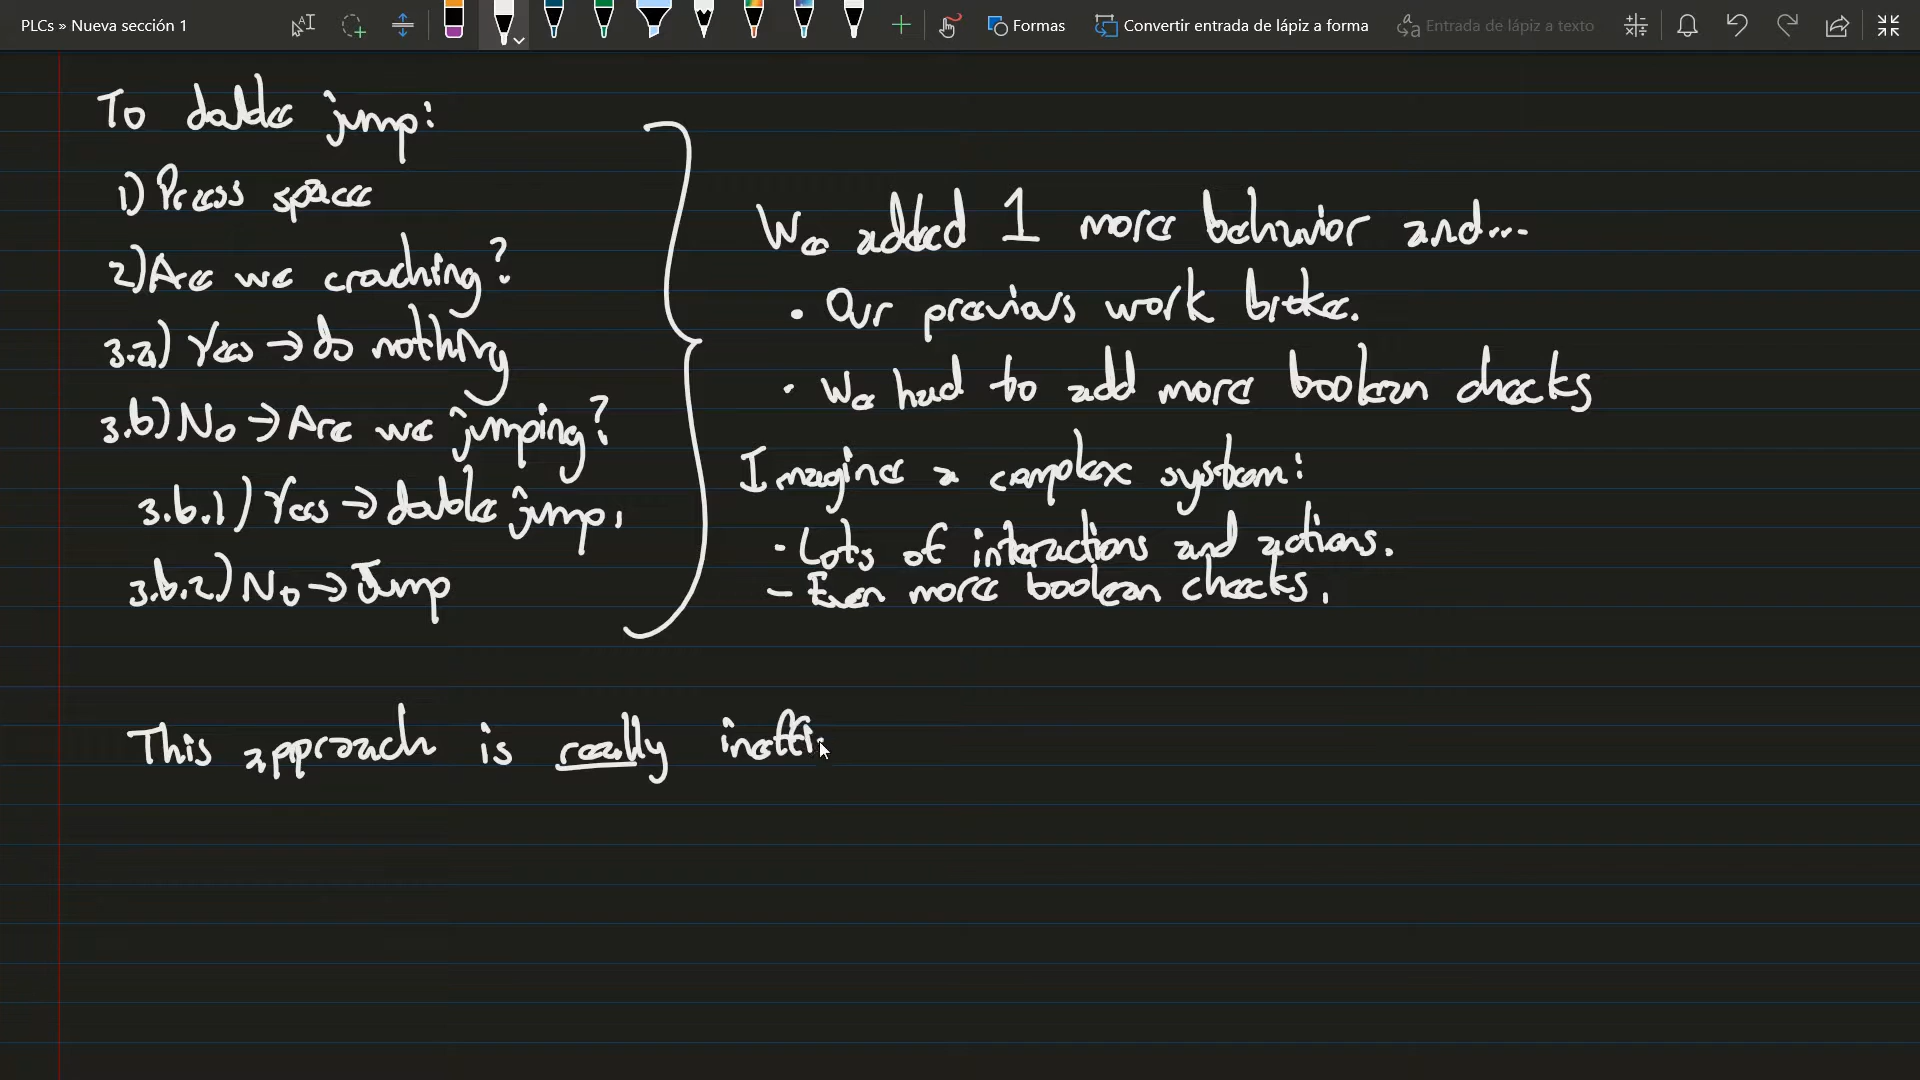 PLCs » Nueva sección 1
Formas
Convertir entrada de lápiz a forma
Entrada de lápiz a texto
To double jump:
1) Press space
2) Are we crouching?
3.a) Yes → do nothing
3.b) No → Are we jumping?
3.b.1) Yes → double jump.
3.b.2) No → Jump
We added 1 more behavior and...
• Our previous work broke.
• We had to add more boolean checks
Imagine a complex system:
• Lots of interactions and actions.
- Even more boolean checks.
This approach is really ineffi